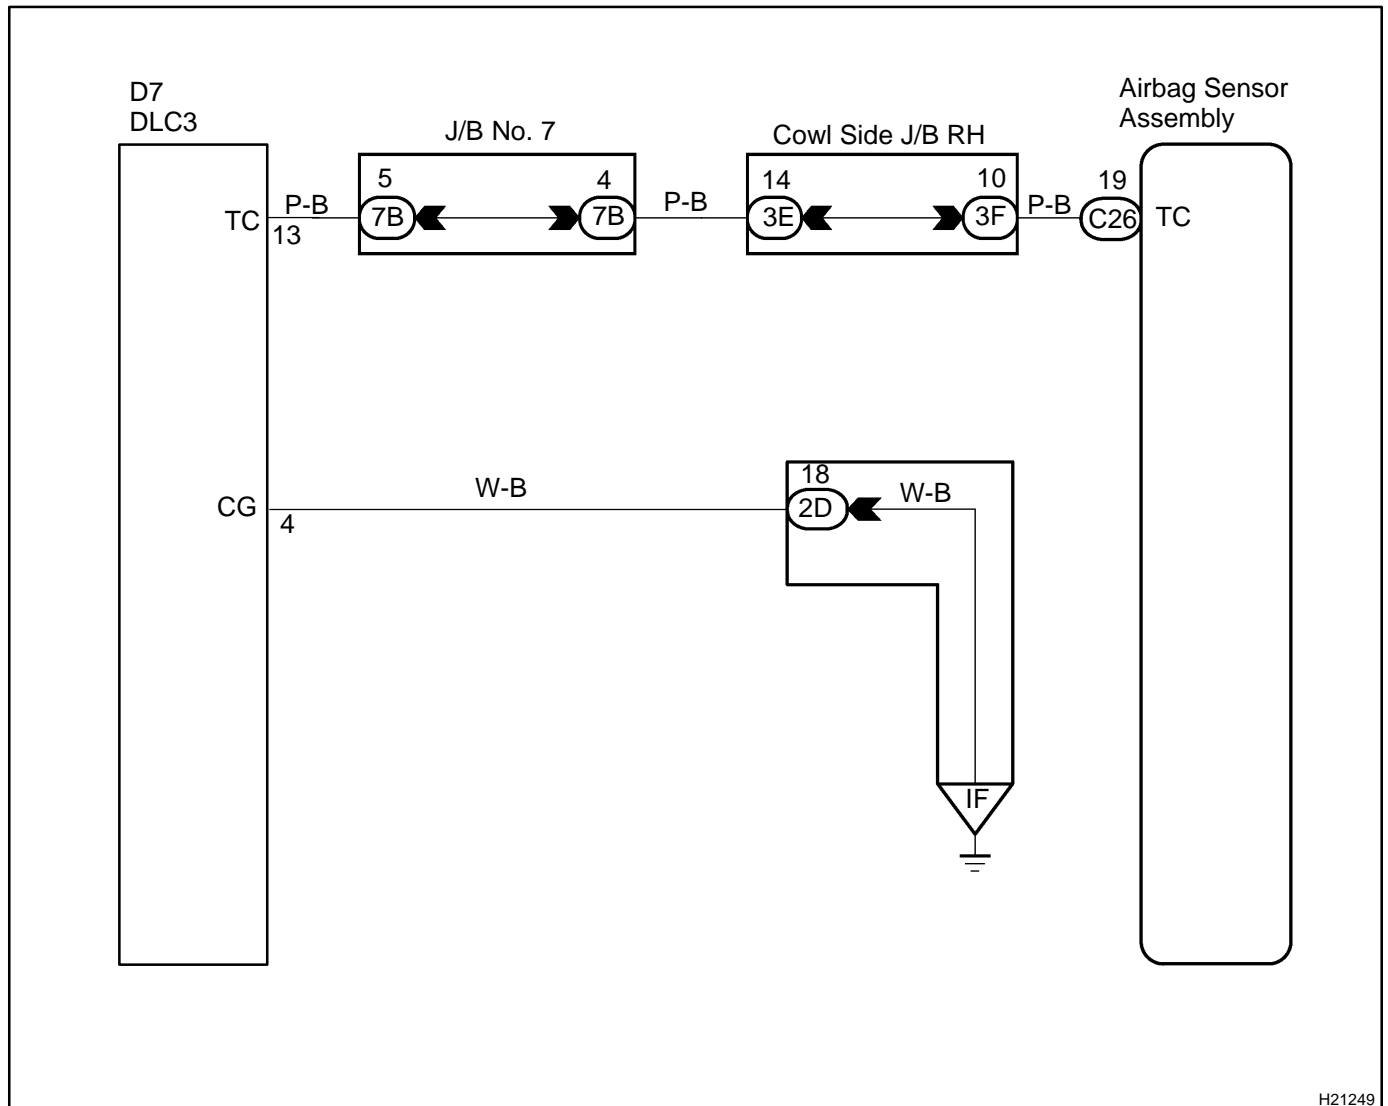 D7
DLC3
J/B No. 7
Cowl Side J/B RH
Airbag Sensor
Assembly
TC
P-B
13
5
7B
4
7B
P-B
14
3E
10
3F
P-B
19
C26
TC
CG
4
W-B
18
2D
W-B
IF
H21249